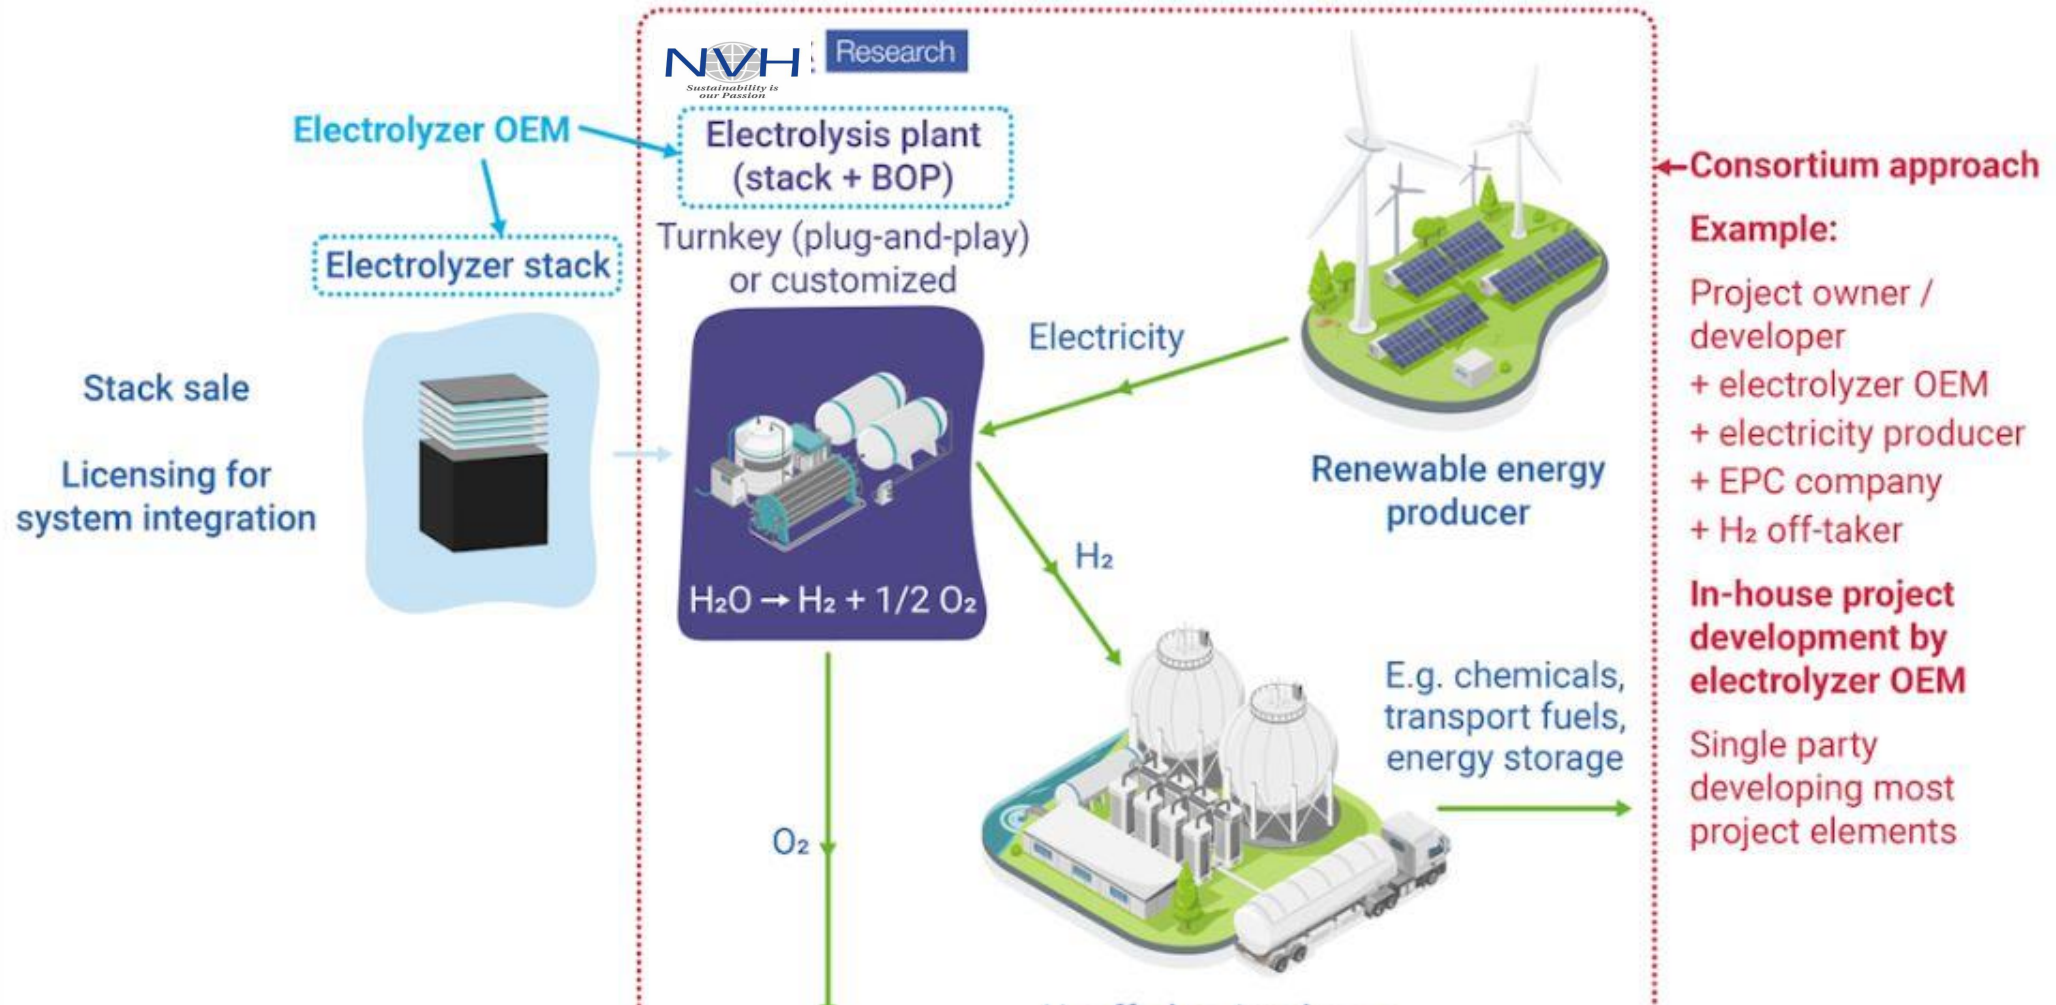 NVH
Sustainability is
our Passion
Research
Electrolyzer OEM
Electrolysis plant
(stack + BOP)
Turnkey (plug-and-play)
or customized
Electrolyzer stack
Stack sale
Licensing for
system integration
H₂O → H₂ + 1/2 O₂
Electricity
Renewable energy
producer
H₂
O₂
E.g. chemicals,
transport fuels,
energy storage
Consortium approach
Example:
Project owner /
developer
+ electrolyzer OEM
+ electricity producer
+ EPC company
+ H₂ off-taker
In-house project
development by
electrolyzer OEM
Single party
developing most
project elements